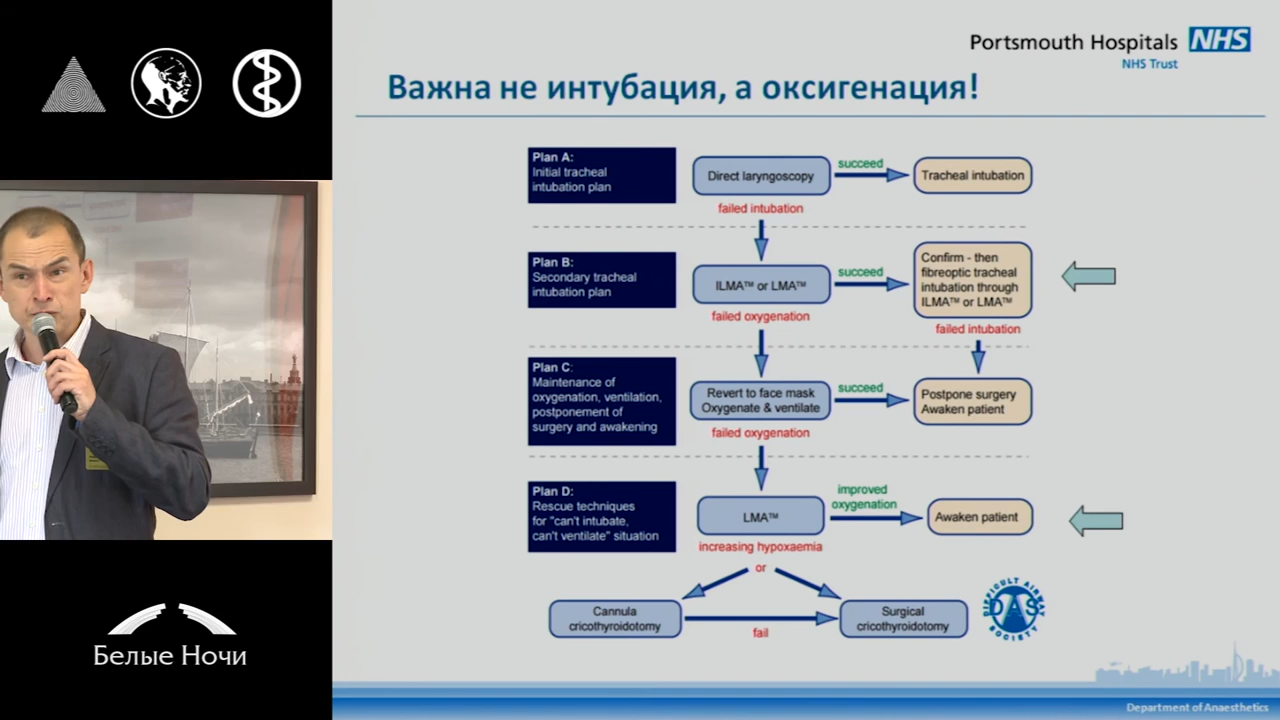 Portsmouth Hospitals NHS
NHS Trust
Важна не интубация, а оксигенация!
Plan A:
Initial tracheal
intubation plan
Direct laryngoscopy
succeed
Tracheal intubation
failed intubation
Plan B:
Secondary tracheal
intubation plan
ILMA™ or LMA™
succeed
Confirm - then
fibreoptic tracheal
intubation through
ILMA™ or LMA™
failed oxygenation
failed intubation
Plan C:
Maintenance of
oxygenation, ventilation,
postponement of
surgery and awakening
Revert to face mask
Oxygenate & ventilate
succeed
Postpone surgery
Awaken patient
failed oxygenation
Plan D:
Rescue techniques
for "can't intubate,
can't ventilate" situation
LMA™
improved
oxygenation
Awaken patient
increasing hypoxaemia
or
Cannula
cricothyroidotomy
fail
Surgical
cricothyroidotomy
DIFFICULT AIRWAY
DAS
SOCIETY
Белые Ночи
Department of Anaesthetics